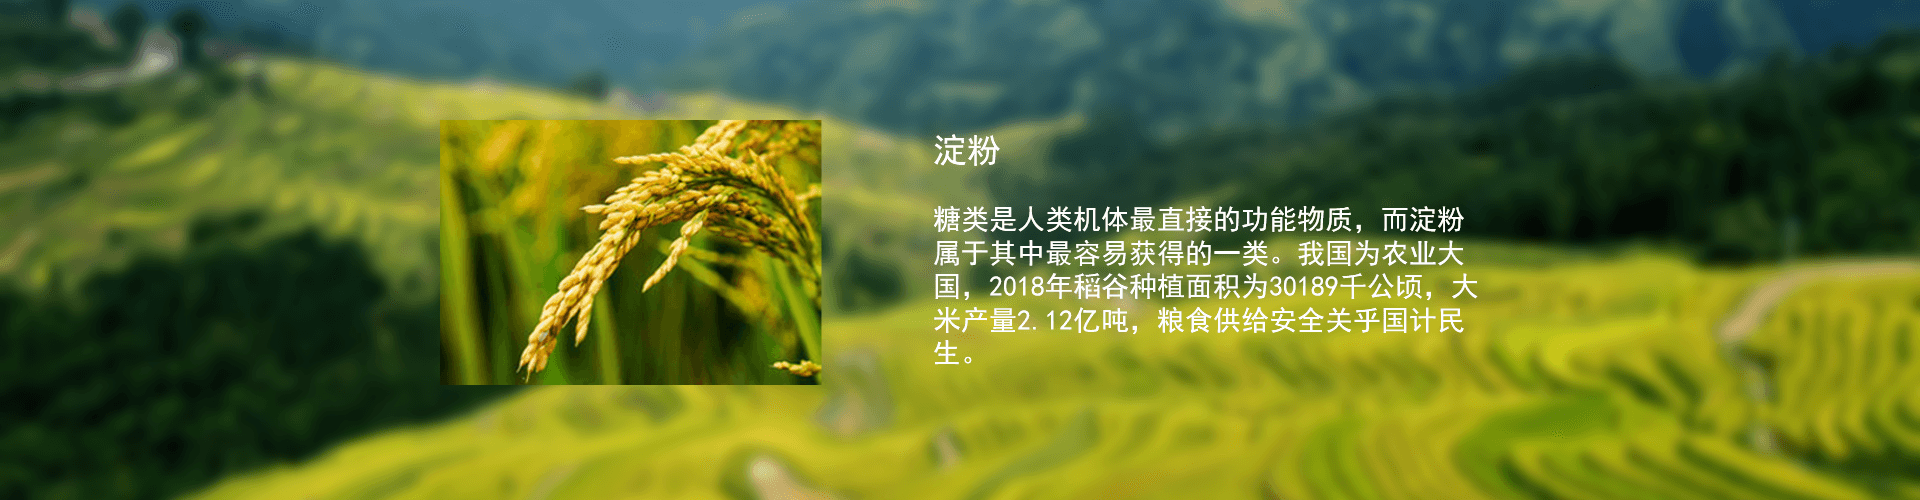 淀粉
糖类是人类机体最直接的功能物质，而淀粉
属于其中最容易获得的一类。我国为农业大
国，2018年稻谷种植面积为30189千公顷，大
米产量2.12亿吨，粮食供给安全关乎国计民
生。